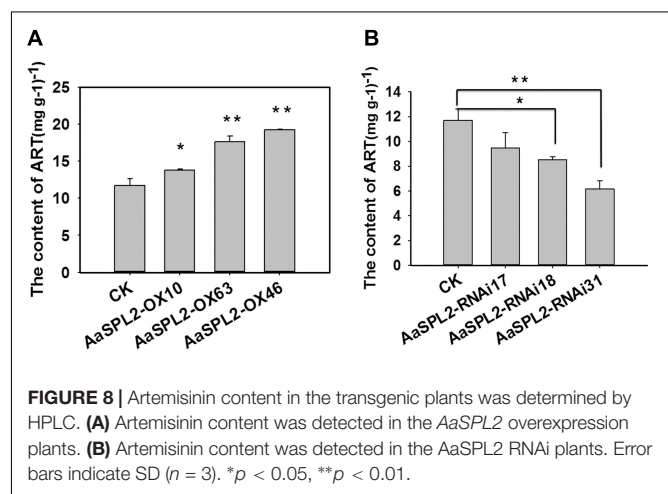 A
The content of ART(mg g-1)-1
25
20
15
10
5
0
*
**
**
CK
AaSPL2-OX10
AaSPL2-OX63
AaSPL2-OX46
B
The content of ART(mg g-1)-1
14
12
10
8
6
4
2
0
**
*
CK
AaSPL2-RNAi17
AaSPL2-RNAi18
AaSPL2-RNAi31
FIGURE 8 | Artemisinin content in the transgenic plants was determined by
HPLC. (A) Artemisinin content was detected in the AaSPL2 overexpression
plants. (B) Artemisinin content was detected in the AaSPL2 RNAi plants. Error
bars indicate SD (n = 3). *p < 0.05, **p < 0.01.